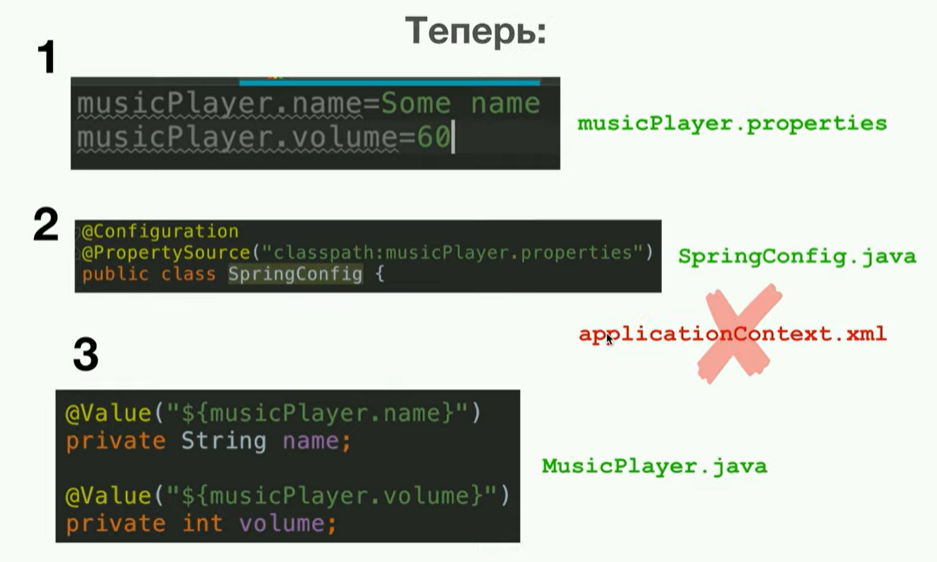 Теперь:
1
musicPlayer.name=Some name
musicPlayer.volume=60
musicPlayer.properties
2
@Configuration
@PropertySource("classpath:musicPlayer.properties")
public class SpringConfig {
SpringConfig.java
applicationContext.xml
3
@Value("${musicPlayer.name}")
private String name;
@Value("${musicPlayer.volume}")
private int volume;
MusicPlayer.java